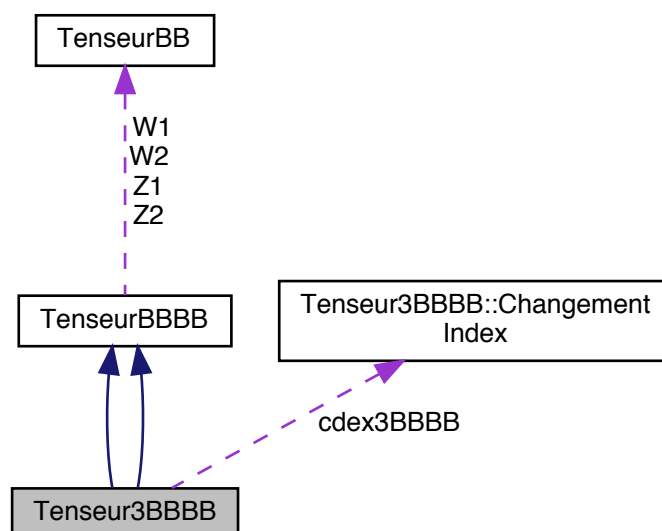 TenseurBB
W1
W2
Z1
Z2
TenseurBBBB
Tenseur3BBBB::Changement
Index
cdex3BBBB
Tenseur3BBBB